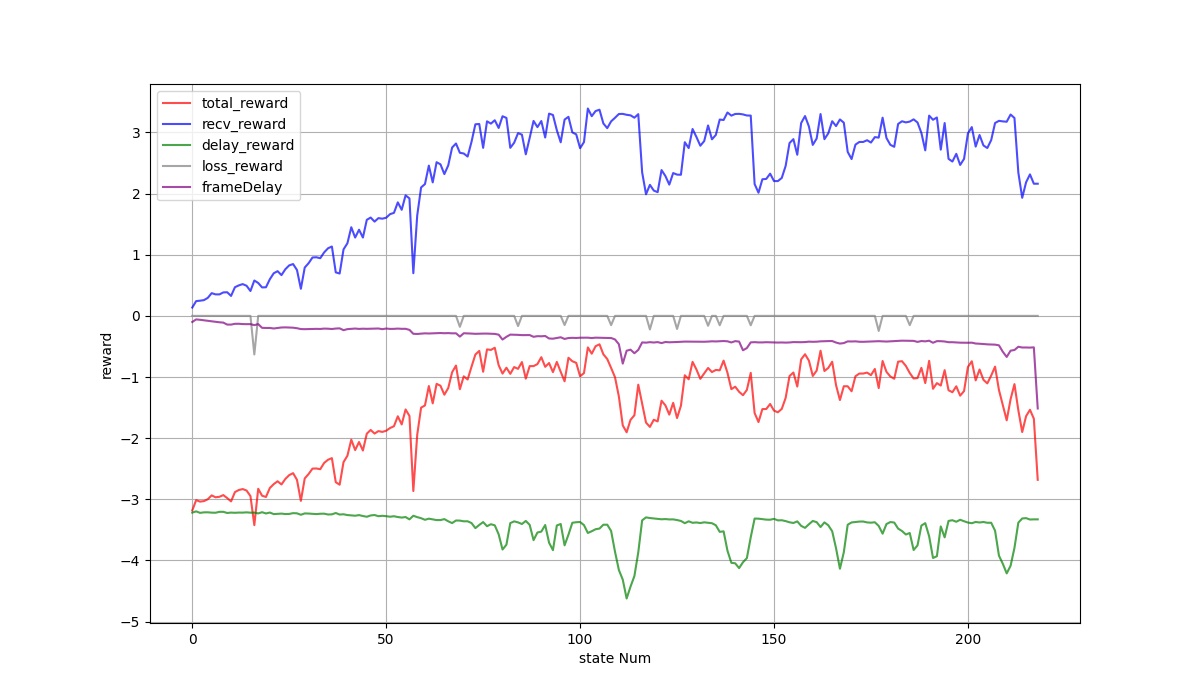 total_reward
recv_reward
delay_reward
loss_reward
frameDelay
3
2
1
0
−1
−2
−3
−4
−5
reward
0 50 100 150 200
state Num